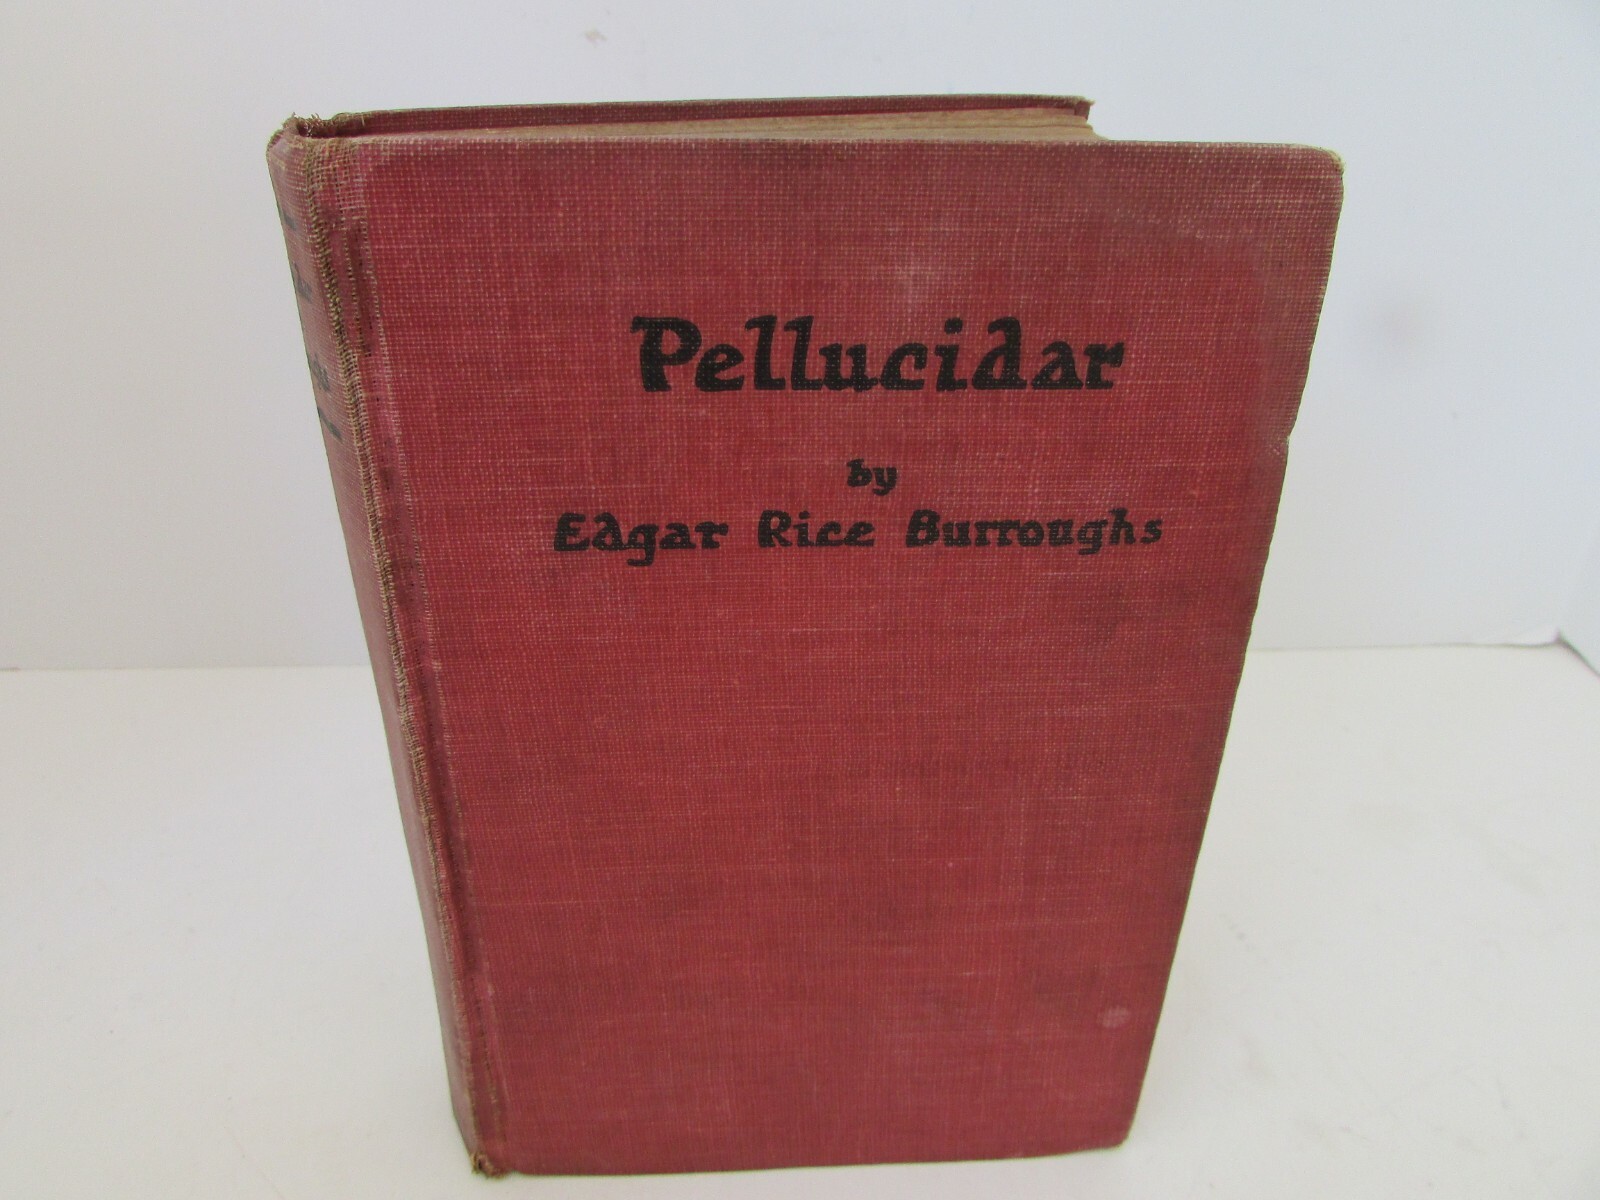 Pellucidar
by
Edgar Rice Burroughs